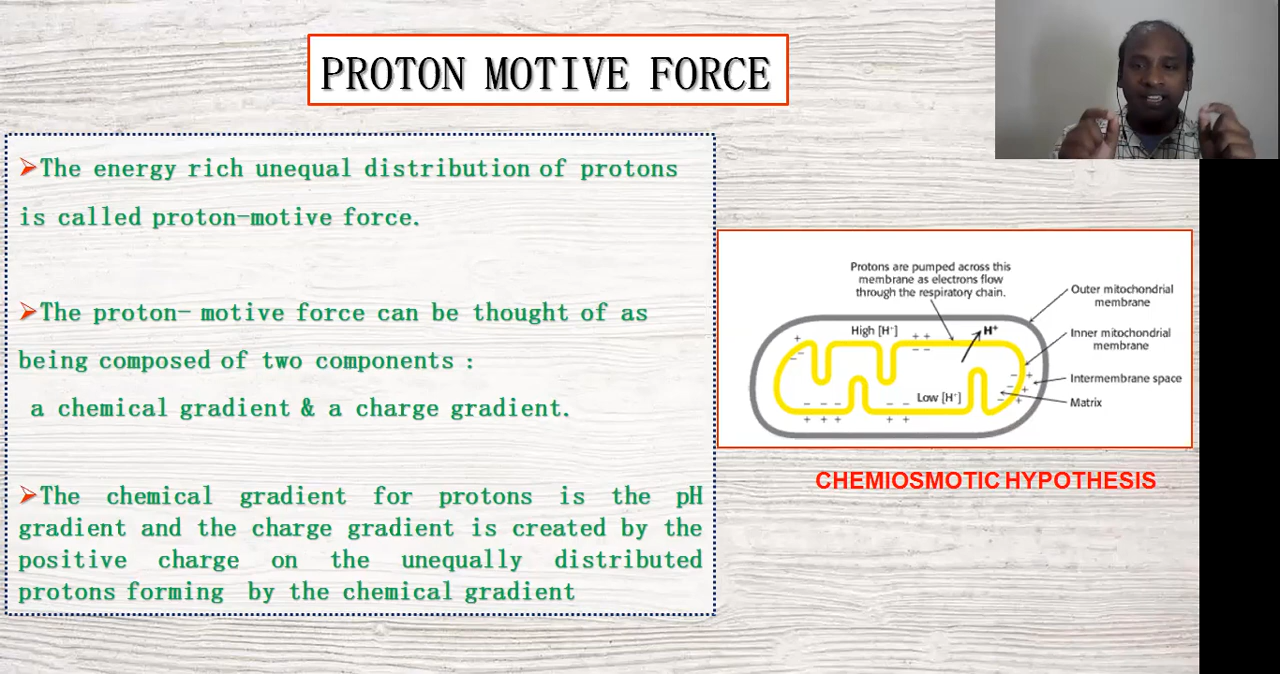 PROTON MOTIVE FORCE
➢The energy rich unequal distribution of protons
is called proton-motive force.
➢The proton- motive force can be thought of as
being composed of two components :
a chemical gradient & a charge gradient.
➢The chemical gradient for protons is the pH
gradient and the charge gradient is created by the
positive charge on the unequally distributed
protons forming by the chemical gradient
Protons are pumped across this
membrane as electrons flow
through the respiratory chain.
Outer mitochondrial
membrane
High [H⁺]
H⁺
Inner mitochondrial
membrane
Intermembrane space
Low [H⁺]
Matrix
CHEMIOSMOTIC HYPOTHESIS